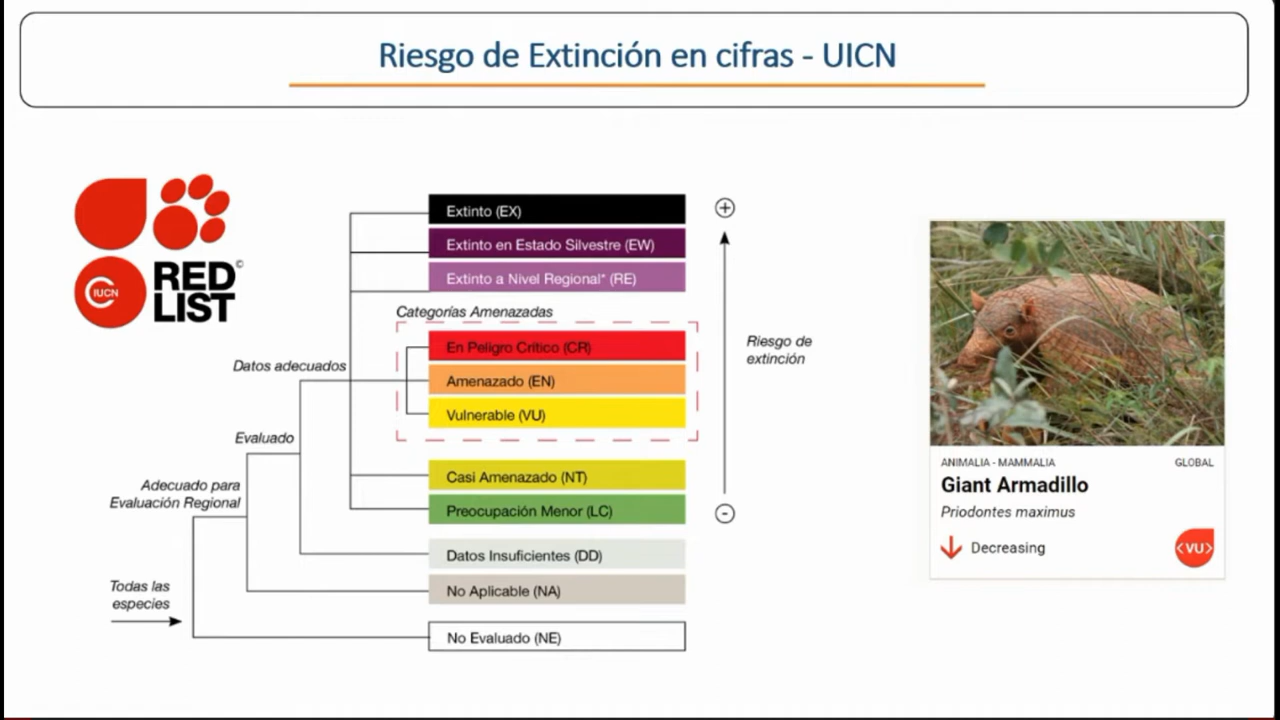 Riesgo de Extinción en cifras - UICN
IUCN
RED
LIST
©
Extinto (EX)
Extinto en Estado Silvestre (EW)
Extinto a Nivel Regional* (RE)
Categorías Amenazadas
En Peligro Crítico (CR)
Amenazado (EN)
Vulnerable (VU)
Casi Amenazado (NT)
Preocupación Menor (LC)
Datos Insuficientes (DD)
No Aplicable (NA)
No Evaluado (NE)
Datos adecuados
Evaluado
Adecuado para
Evaluación Regional
Todas las
especies
+
Riesgo de
extinción
-
ANIMALIA - MAMMALIA GLOBAL
Giant Armadillo
Priodontes maximus
Decreasing
<VU>